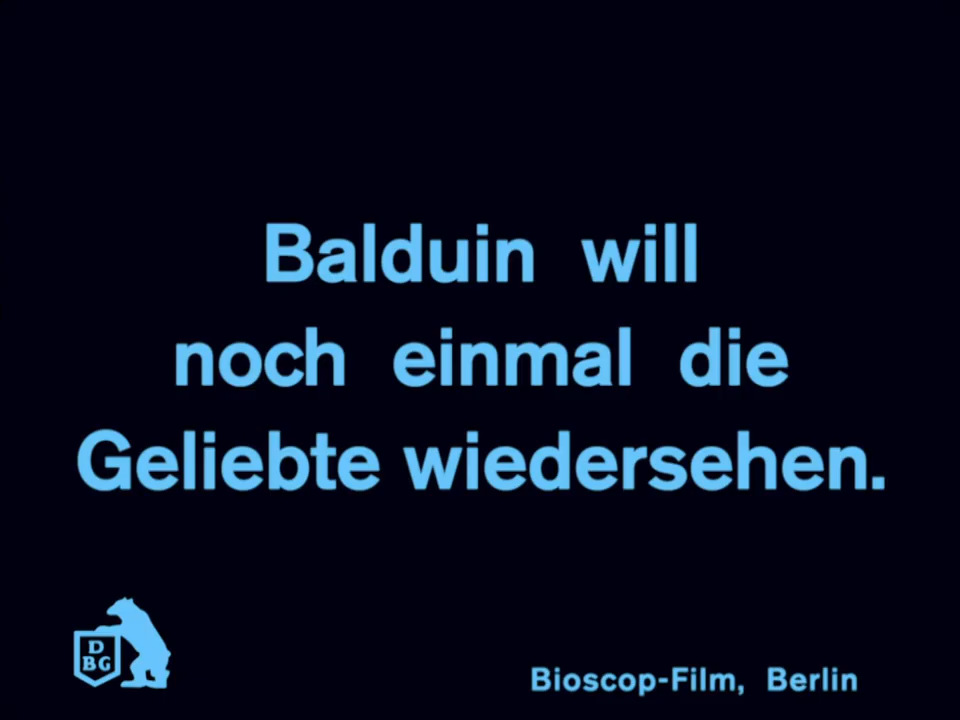 Balduin will
noch einmal die
Geliebte wiedersehen.
D
BG
Bioscop-Film, Berlin